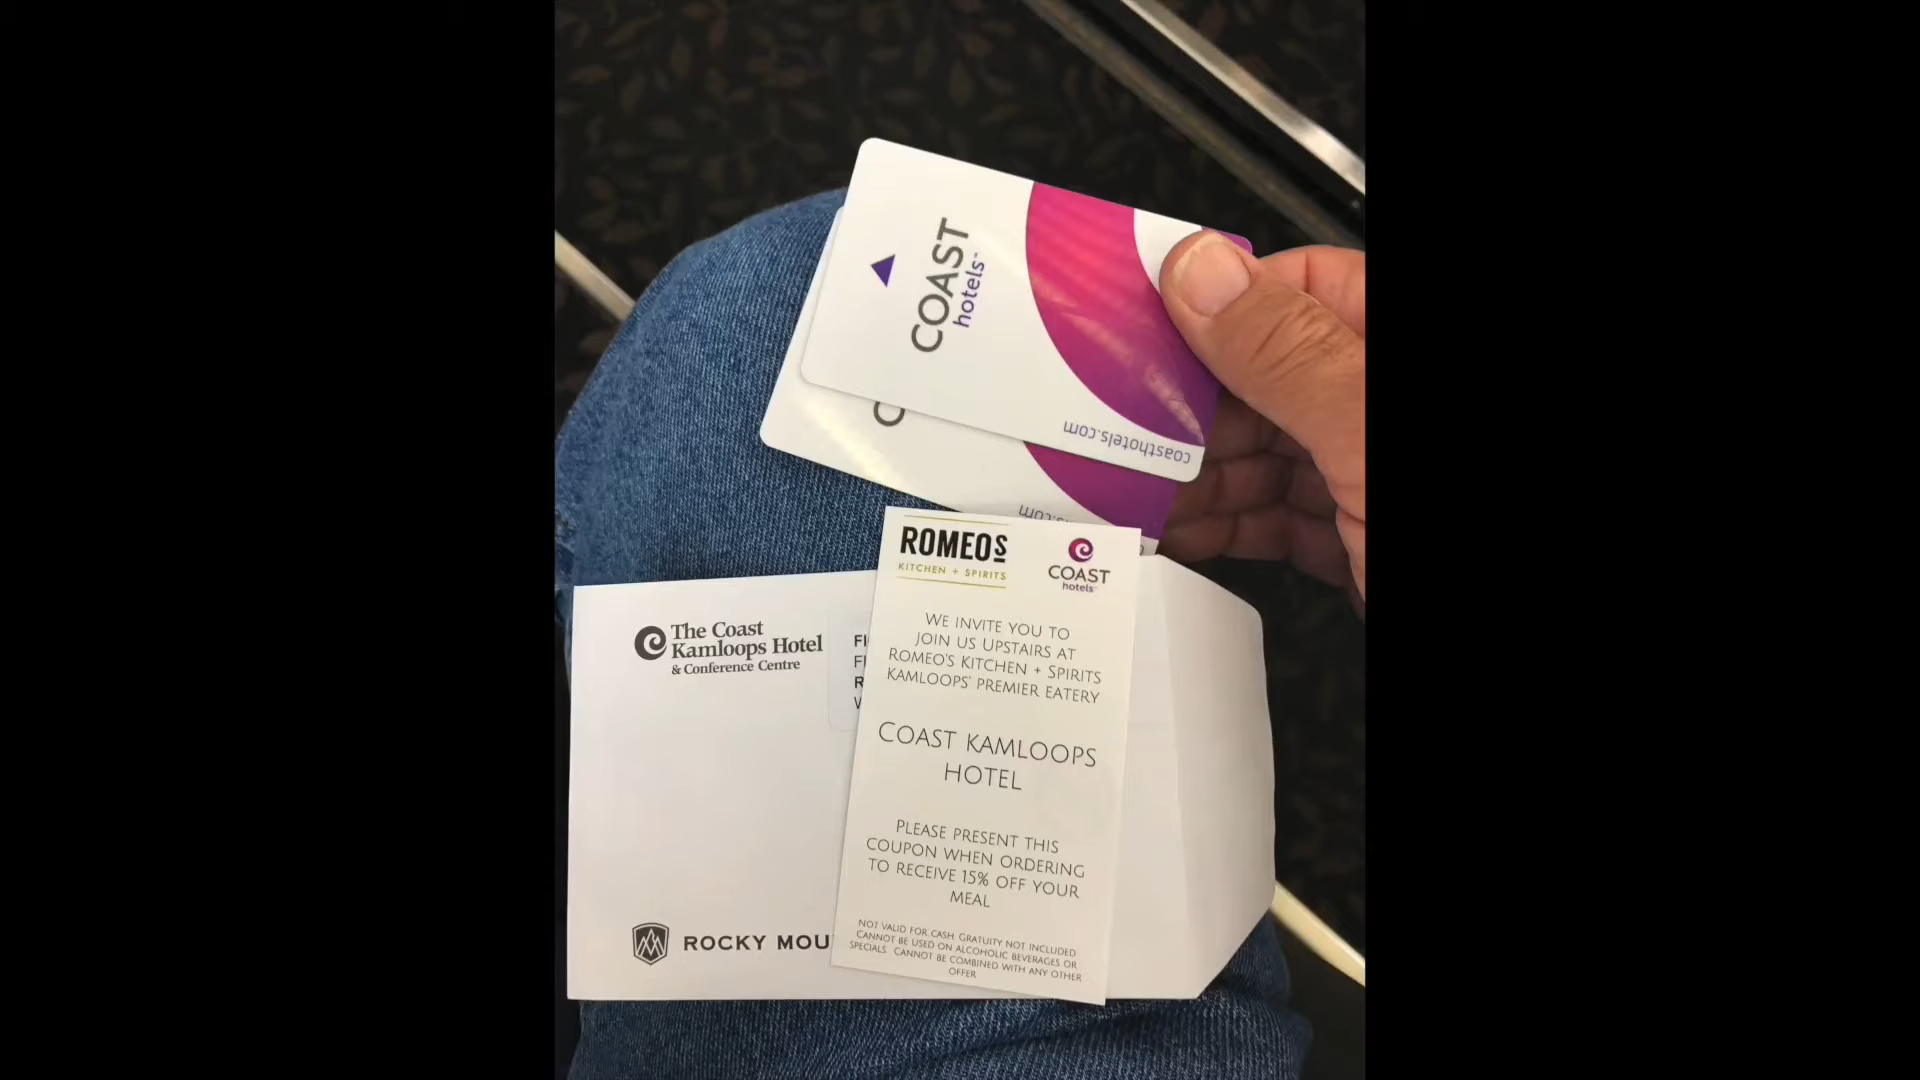 COAST
hotels™
coasthotels.com
ROMEOs
KITCHEN + SPIRITS
COAST
hotels™
WE INVITE YOU TO
JOIN US UPSTAIRS AT
ROMEO'S KITCHEN + SPIRITS
KAMLOOPS' PREMIER EATERY
COAST KAMLOOPS
HOTEL
PLEASE PRESENT THIS
COUPON WHEN ORDERING
TO RECEIVE 15% OFF YOUR
MEAL
NOT VALID FOR CASH. GRATUITY NOT INCLUDED
CANNOT BE USED ON ALCOHOLIC BEVERAGES OR
SPECIALS. CANNOT BE COMBINED WITH ANY OTHER
OFFER
The Coast
Kamloops Hotel
& Conference Centre
ROCKY